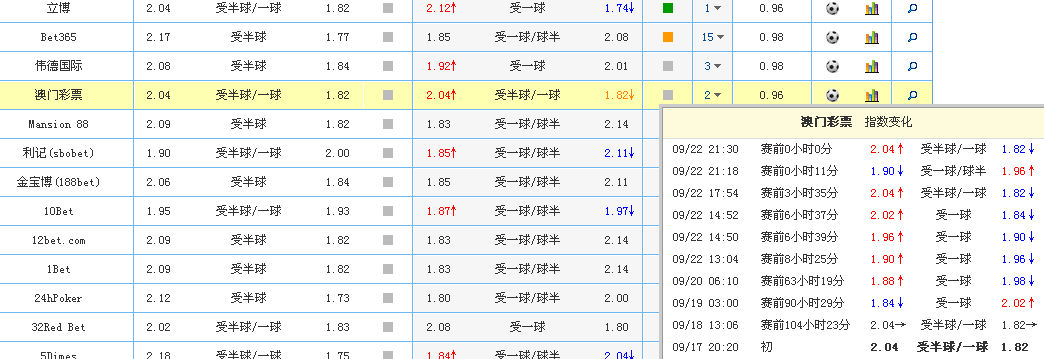 立博 2.04 受半球/一球 1.82 2.12↑ 受一球 1.74↓ 1 0.96
Bet365 2.17 受半球 1.77 1.85 受一球/球半 2.08 15 0.98
伟德国际 2.08 受半球 1.84 1.92↑ 受一球 2.01 3 0.98
澳门彩票 2.04 受半球/一球 1.82 2.04↑ 受半球/一球 1.82↓ 2 0.96
Mansion 88 2.09 受半球 1.82 1.83 受一球/球半 2.14
利记(sbobet) 1.90 受半球/一球 2.00 1.85↑ 受一球/球半 2.11↓
金宝博(188bet) 2.06 受半球 1.84 1.85 受一球/球半 2.11
10Bet 1.95 受半球/一球 1.93 1.87↑ 受一球/球半 1.97↓
12bet.com 2.09 受半球 1.82 1.83 受一球/球半 2.14
1Bet 2.09 受半球 1.82 1.83 受一球/球半 2.14
24hPoker 2.12 受半球 1.73 1.80 受一球/球半 2.00
32Red Bet 2.02 受半球/一球 1.83 2.08 受一球 1.80
5Dimes 2.18 受半球/一球 1.75 1.84↑ 受一球/球半 2.04↓
澳门彩票 指数变化
09/22 21:30 赛前0小时0分 2.04↑ 受半球/一球 1.82↓
09/22 21:18 赛前0小时11分 1.90↓ 受一球/球半 1.96↑
09/22 17:54 赛前3小时35分 2.04↑ 受半球/一球 1.82↓
09/22 14:52 赛前6小时37分 2.02↑ 受一球 1.84↓
09/22 14:50 赛前6小时39分 1.96↑ 受一球 1.90↓
09/22 13:04 赛前8小时25分 1.90↑ 受一球 1.96↓
09/20 06:10 赛前63小时19分 1.88↑ 受一球 1.98↓
09/19 03:00 赛前90小时29分 1.84↓ 受一球 2.02↑
09/18 13:06 赛前104小时23分 2.04→ 受半球/一球 1.82→
09/17 20:20 初 2.04 受半球/一球 1.82